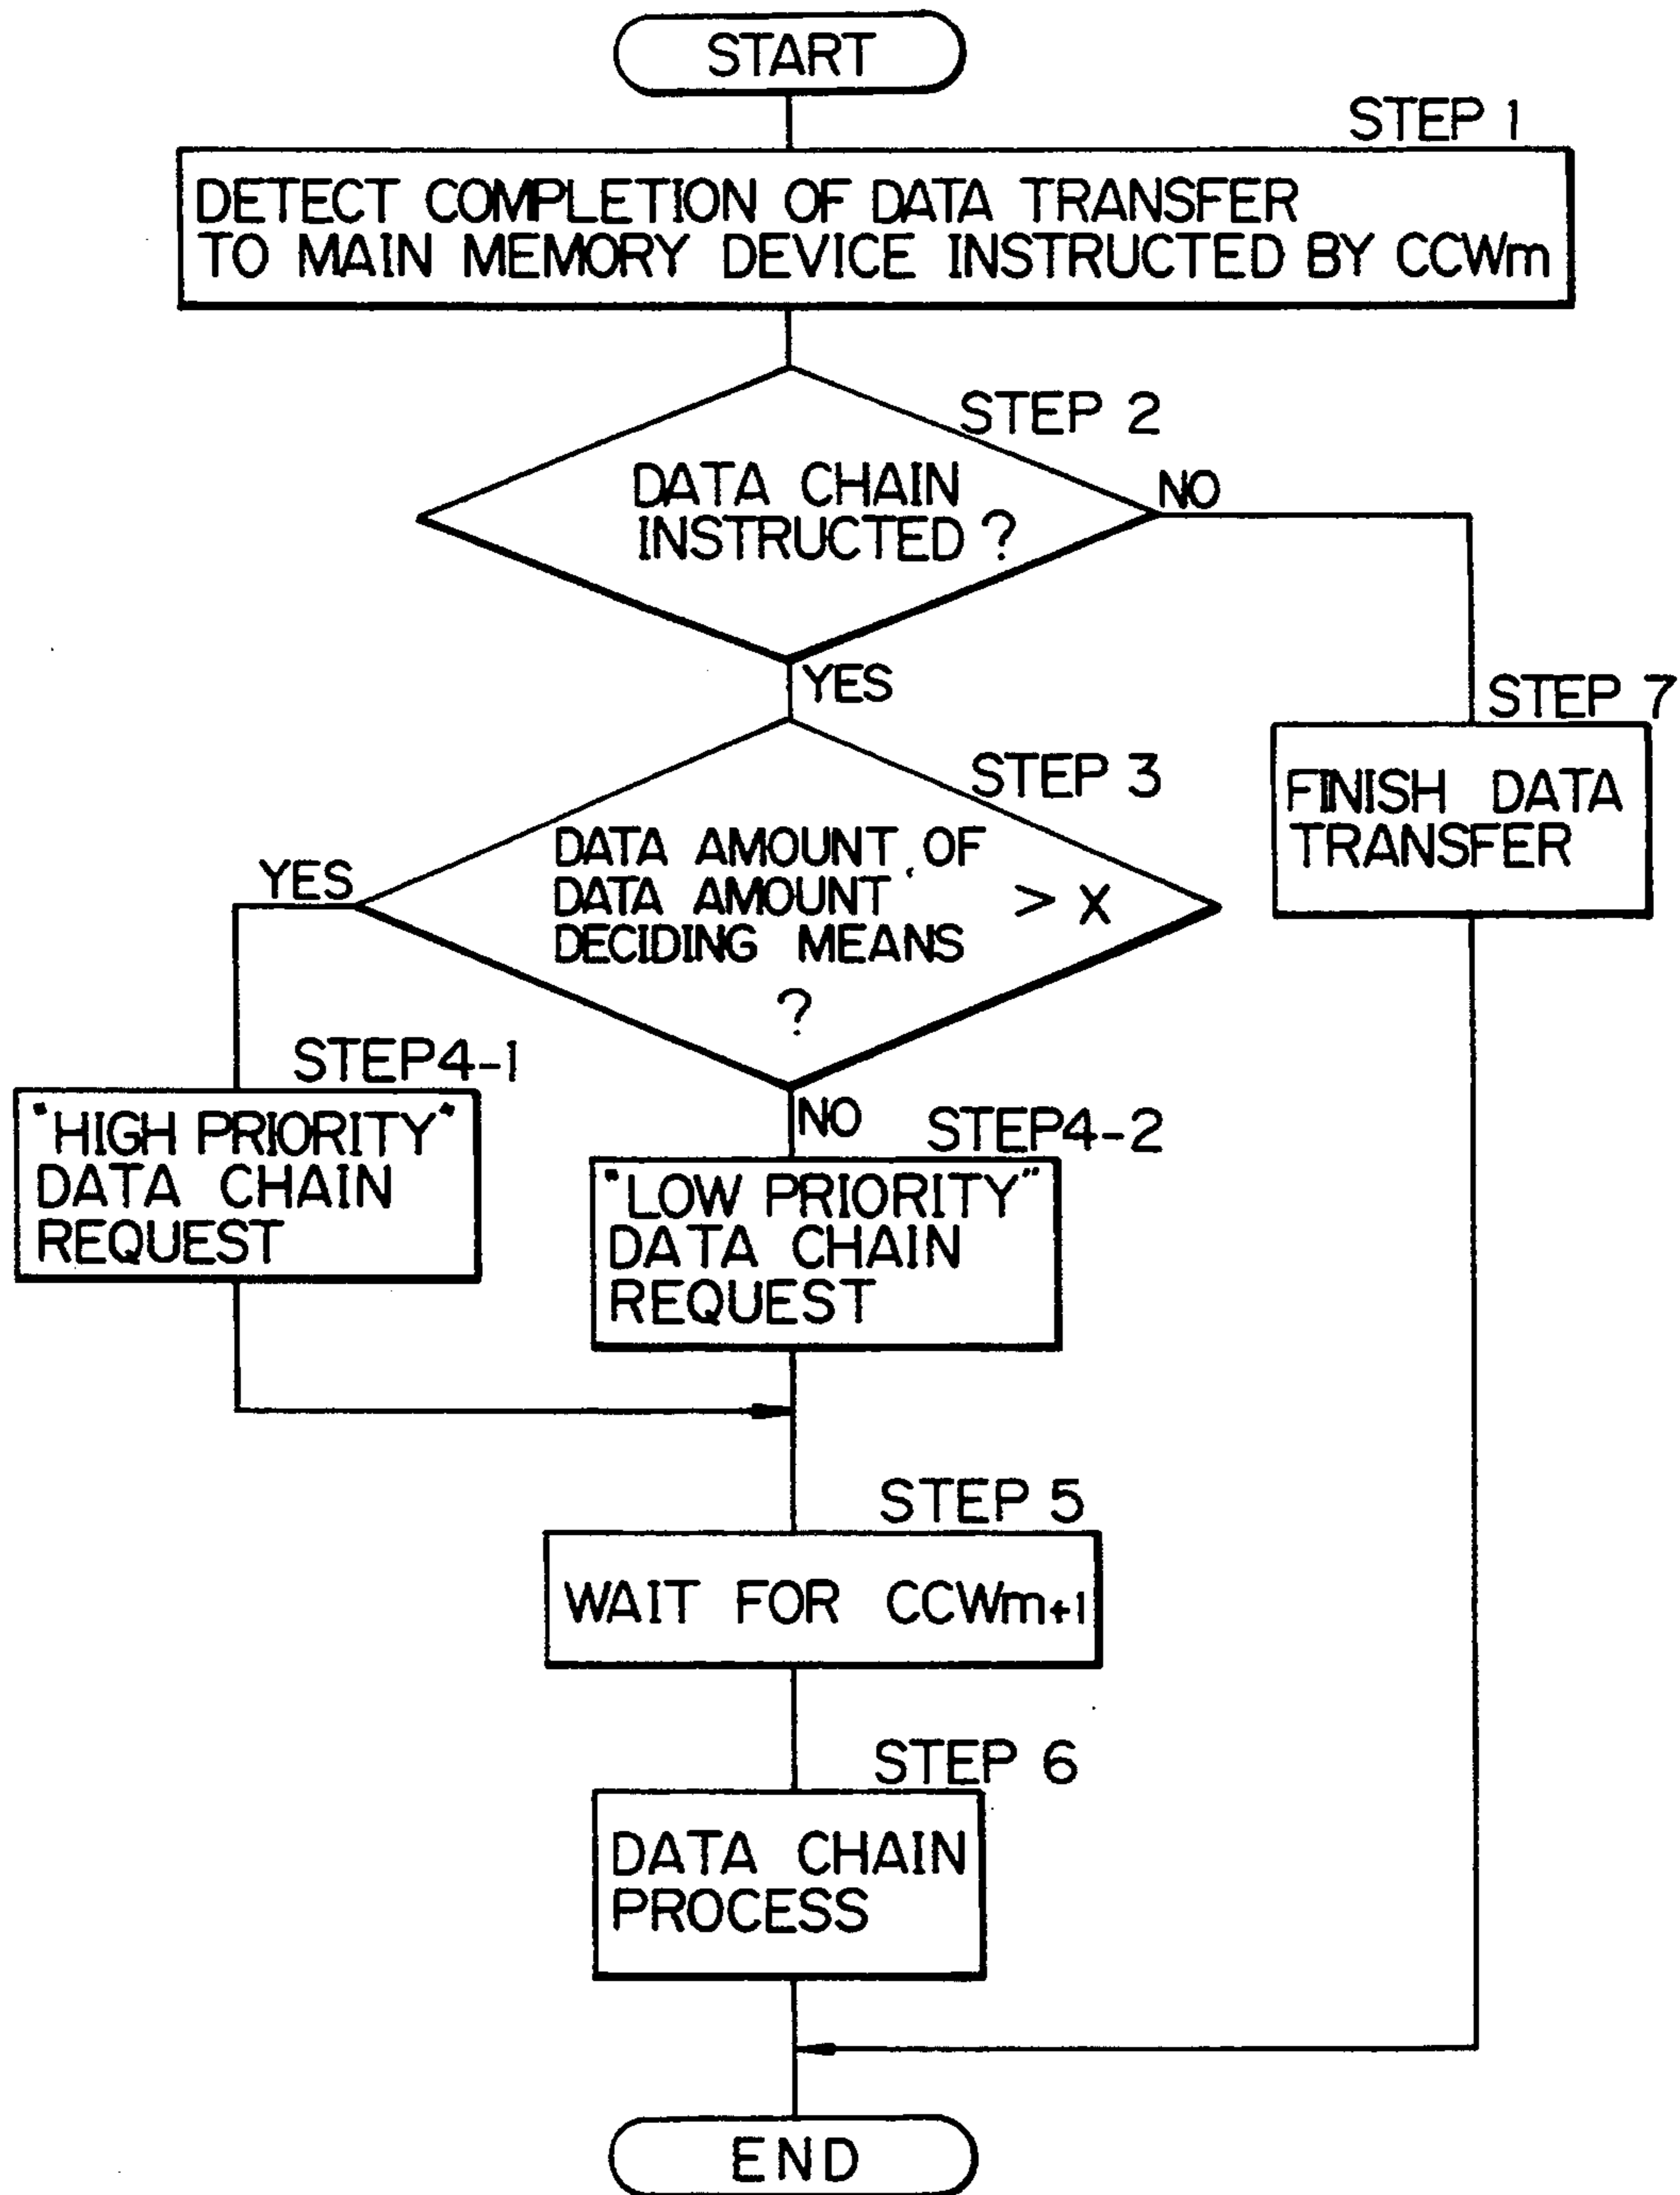 START
STEP 1
DETECT COMPLETION OF DATA TRANSFER
TO MAIN MEMORY DEVICE INSTRUCTED BY CCWm
STEP 2
DATA CHAIN
INSTRUCTED ?
NO
YES
STEP 7
FINISH DATA
TRANSFER
STEP 3
DATA AMOUNT OF
DATA AMOUNT > X
DECIDING MEANS
?
YES
NO
STEP4-1
"HIGH PRIORITY"
DATA CHAIN
REQUEST
STEP4-2
"LOW PRIORITY"
DATA CHAIN
REQUEST
STEP 5
WAIT FOR CCWm+1
STEP 6
DATA CHAIN
PROCESS
END